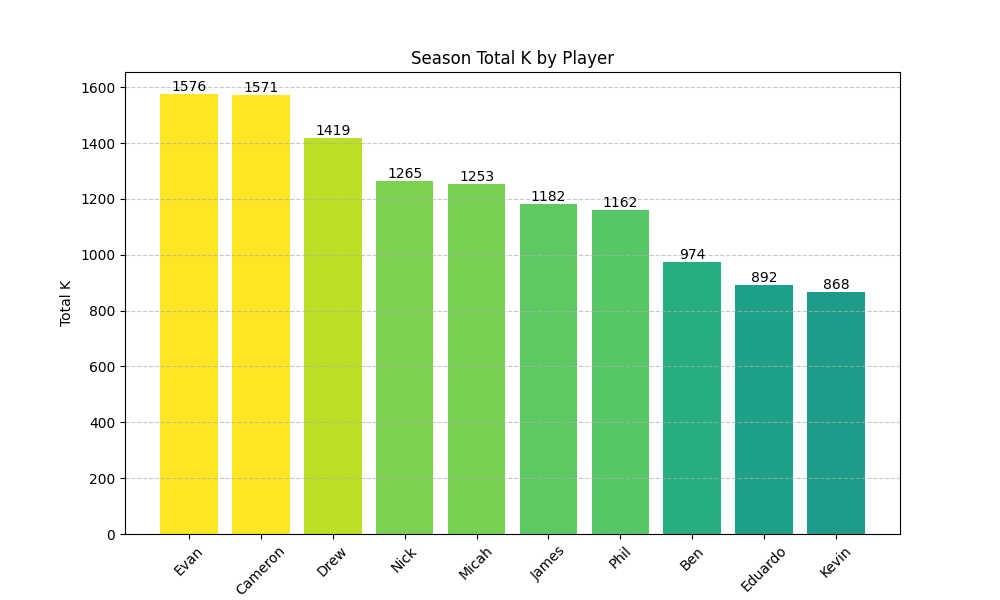 Season Total K by Player
Total K
1600
1400
1200
1000
800
600
400
200
0
1576
1571
1419
1265
1253
1182
1162
974
892
868
Evan
Cameron
Drew
Nick
Micah
James
Phil
Ben
Eduardo
Kevin